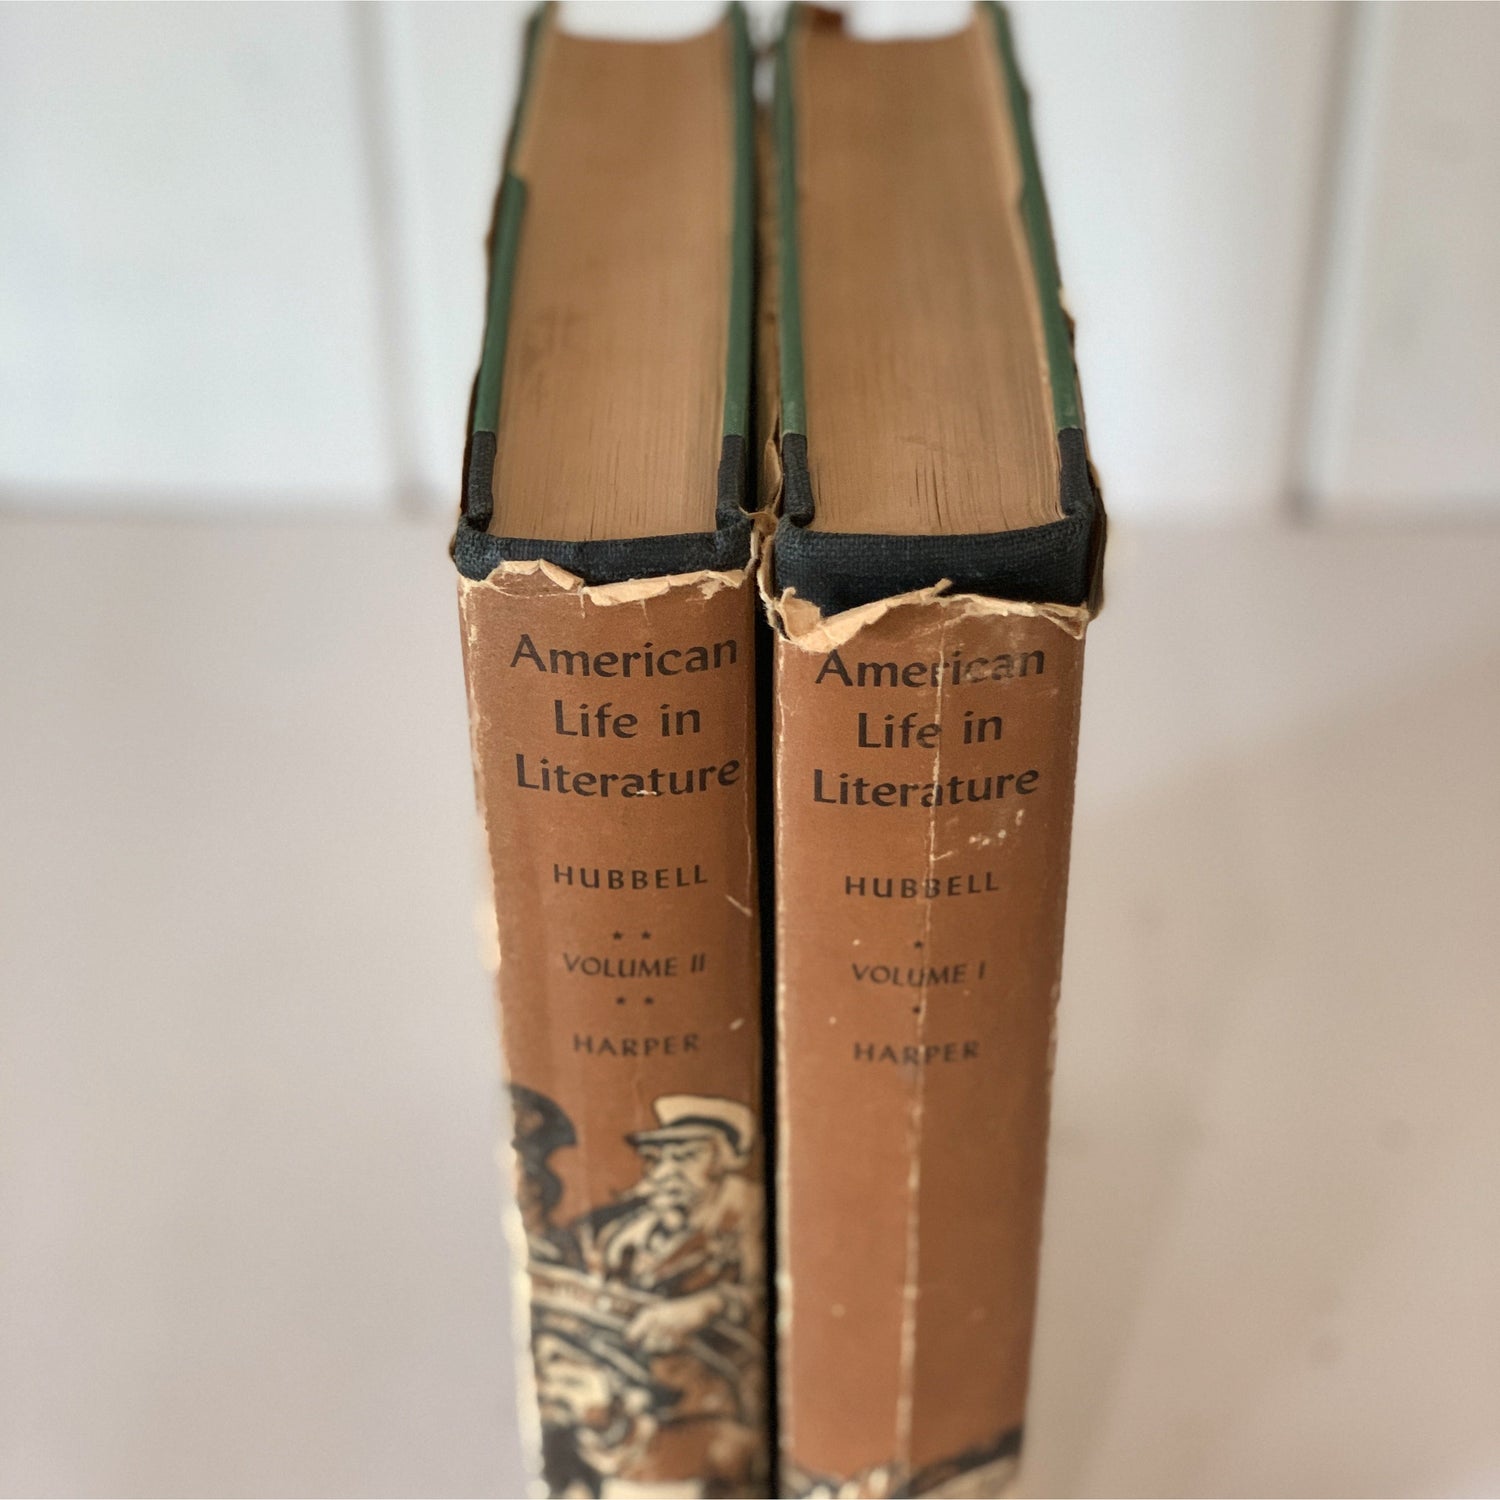 American
Life in
Literature
HUBBELL
* *
VOLUME II
* *
HARPER
American
Life in
Literature
HUBBELL
*
VOLUME I
*
HARPER